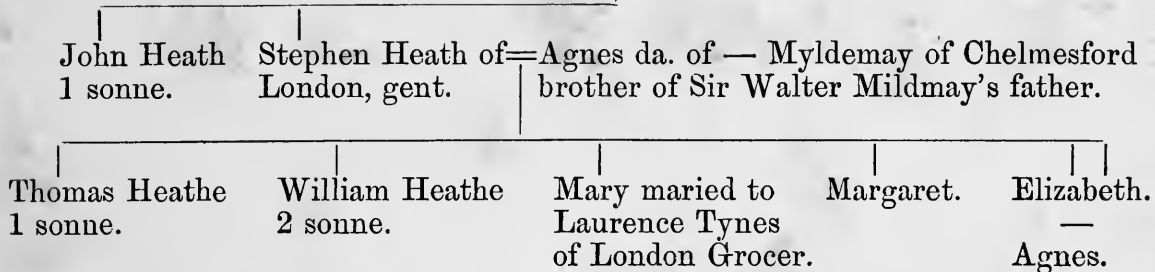 John Heath
1 sonne.
Stephen Heath of=Agnes da. of — Myldemay of Chelmesford
London, gent.
brother of Sir Walter Mildmay's father.
Thomas Heathe
1 sonne.
William Heathe
2 sonne.
Mary maried to
Laurence Tynes
of London Grocer.
Margaret.
Elizabeth.
—
Agnes.